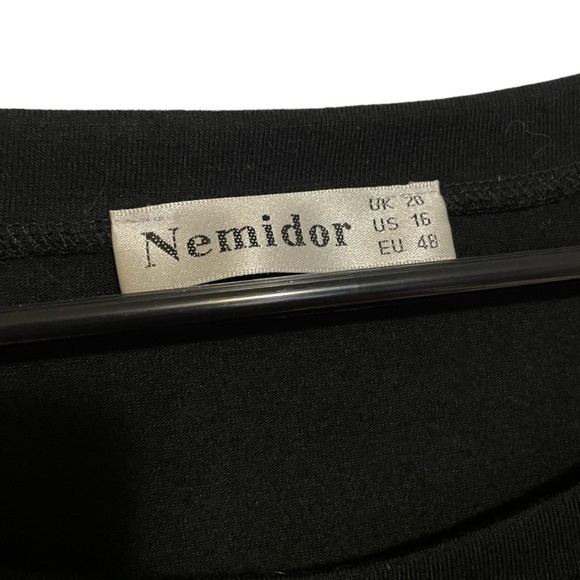 Nemidor
UK 20
US 16
EU 48